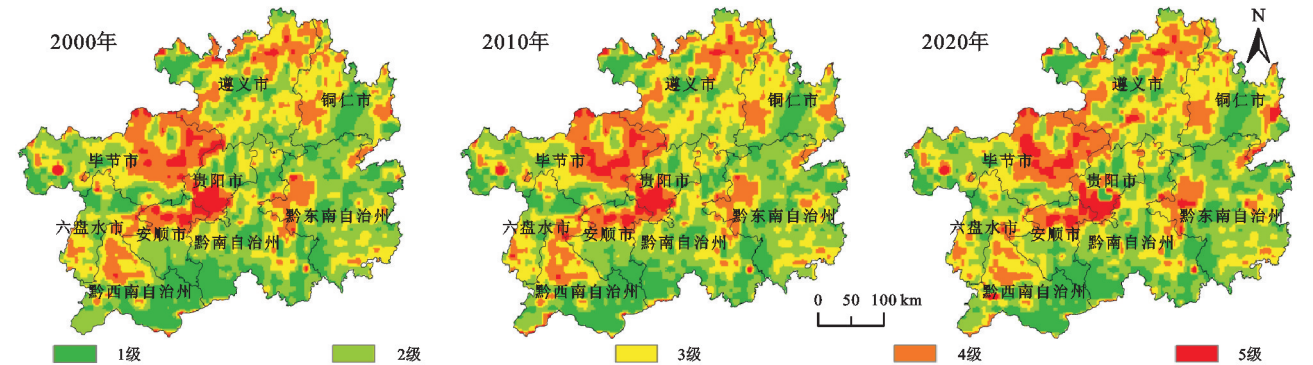 2000年
遵义市
铜仁市
毕节市
贵阳市
黔东南自治州
六盘水市
安顺市
黔南自治州
黔西南自治州
2010年
遵义市
铜仁市
毕节市
贵阳市
黔东南自治州
六盘水市
安顺市
黔南自治州
黔西南自治州
2020年
N
遵义市
铜仁市
毕节市
贵阳市
黔东南自治州
六盘水市
安顺市
黔南自治州
黔西南自治州
0 50 100 km
1级 2级 3级 4级 5级